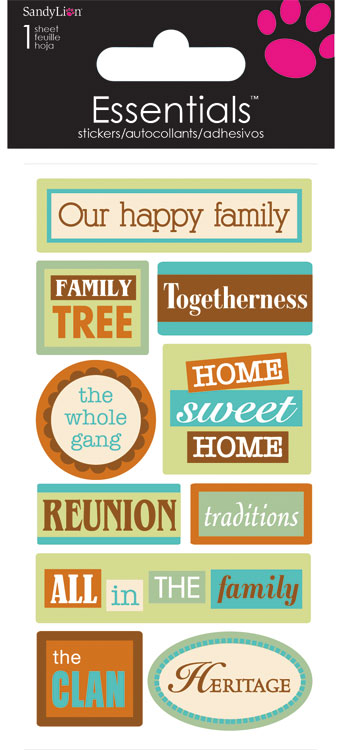 SandyLion™
1 sheet
feuille
hoja
Essentials™
stickers/autocollants/adhesivos
Our happy family
FAMILY
TREE
Togetherness
the
whole
gang
HOME
sweet
HOME
REUNION
traditions
ALL in THE family
the
CLAN
HERITAGE